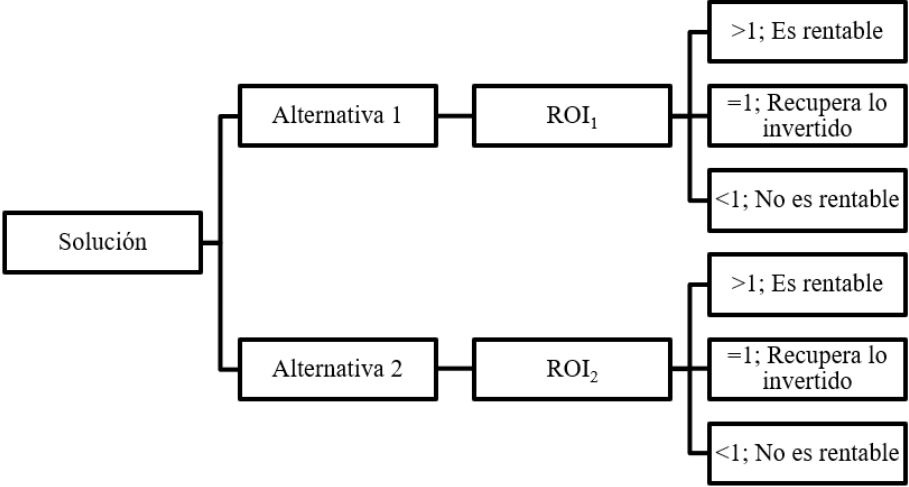 >1; Es rentable
Alternativa 1
ROI₁
=1; Recupera lo
invertido
<1; No es rentable
Solución
>1; Es rentable
Alternativa 2
ROI₂
=1; Recupera lo
invertido
<1; No es rentable